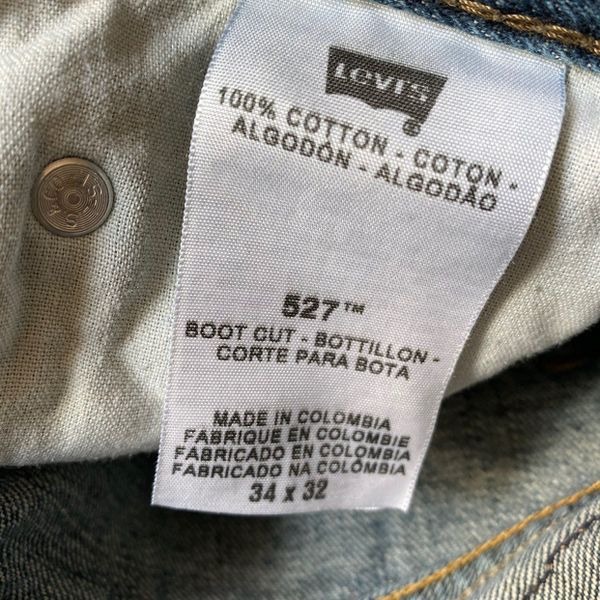 LEVI'S
®
100% COTTON - COTON -
ALGODÓN - ALGODÃO
527™
BOOT CUT - BOTTILLON -
CORTE PARA BOTA
MADE IN COLOMBIA
FABRIQUE EN COLOMBIE
FABRICADO EN COLOMBIA
FABRICADO NA COLÔMBIA
34 x 32